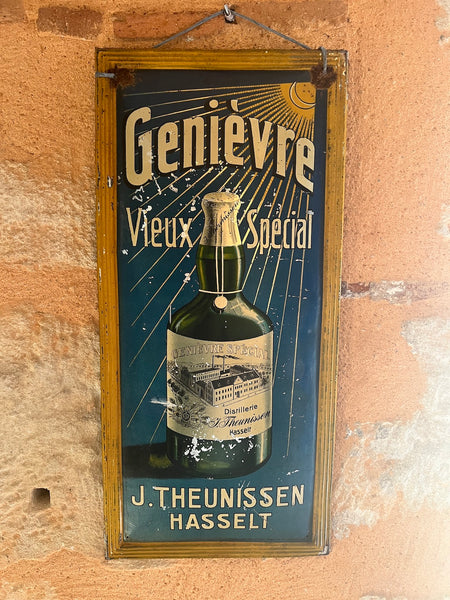 Genièvre
Vieux Spécial
GENIÈVRE SPÉCIAL
Distillerie
J. Theunissen
Hasselt
J. THEUNISSEN
HASSELT